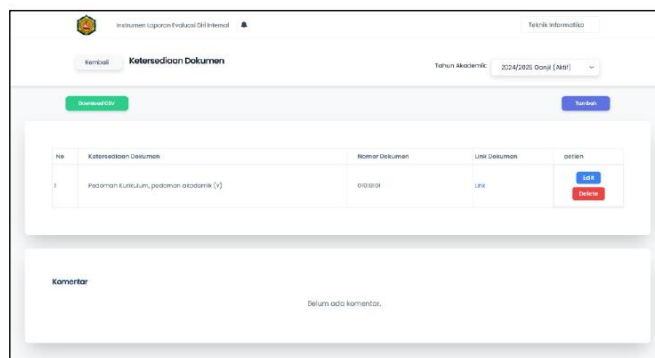 Instrumen Laporan Evaluasi Diri Internal
Teknik Informatika
Kembali
Ketersediaan Dokumen
Tahun Akademik:
2024/2025 Ganjil (Aktif)
Download CSV
Tambah
No Ketersediaan Dokumen Nomor Dokumen Link Dokumen action
1 Pedoman Kurikulum, pedoman akademik (V) Link Edit
Delete
Komentar
Belum ada komentar.